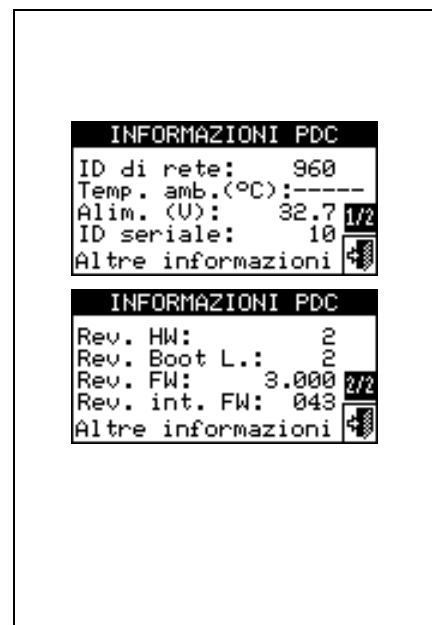 INFORMAZIONI PDC
ID di rete: 960
Temp. amb.(ºC):-----
Alim. (V): 32.7
1/2
ID seriale: 10
Altre informazioni
INFORMAZIONI PDC
Rev. HW: 2
Rev. Boot L.: 2
Rev. FW: 3.000
2/2
Rev. int. FW: 043
Altre informazioni